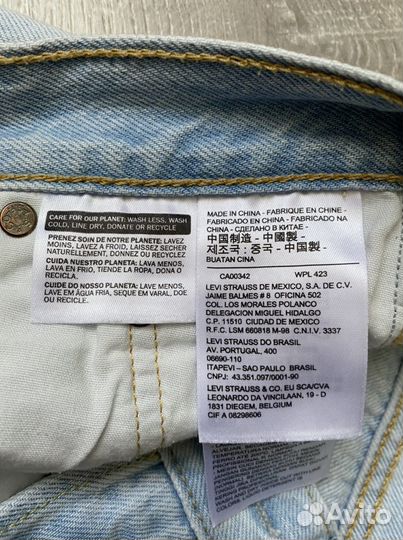 CARE FOR OUR PLANET: WASH LESS, WASH
COLD, LINE DRY, DONATE OR RECYCLE
PRENEZ SOIN DE NOTRE PLANETE: LAVEZ
MOINS, LAVEZ A FROID, LAISSEZ SECHER
NATURELLEMENT, DONNEZ OU RECYCLEZ
CUIDA NUESTRO PLANETA: LAVA MENOS,
LAVA EN FRIO, TIENDE LA ROPA, DONA O
RECICLA
CUIDE DO NOSSO PLANETA: LAVE MENOS,
LAVE EM ÁGUA FRIA, SEQUE EM VARAL, DOE
OU RECICLE
MADE IN CHINA - FABRIQUE EN CHINE -
FABRICADO EN CHINA - FABRICADO NA
CHINA - СДЕЛАНО В КИТАЕ -
中国制造 - 中國製 -
제조국: 중국 - 中国製 -
BUATAN CINA
CA00342 WPL 423
LEVI STRAUSS DE MEXICO, S.A. DE C.V.
JAIME BALMES # 8 OFICINA 502
COL. LOS MORALES POLANCO
DELEGACION MIGUEL HIDALGO
C.P. 11510 CIUDAD DE MEXICO
R.F.C. LSM 660818 M-98 C.N.I.V. 3337
LEVI STRAUSS DO BRASIL
AV. PORTUGAL, 400
06690-110
ITAPEVI – SAO PAULO BRASIL
CNPJ: 43.351.097/0001-90
LEVI STRAUSS & CO. EU SCA/CVA
LEONARDO DA VINCILAAN, 19 - D
1831 DIEGEM, BELGIUM
CIF A 08298606
Avito